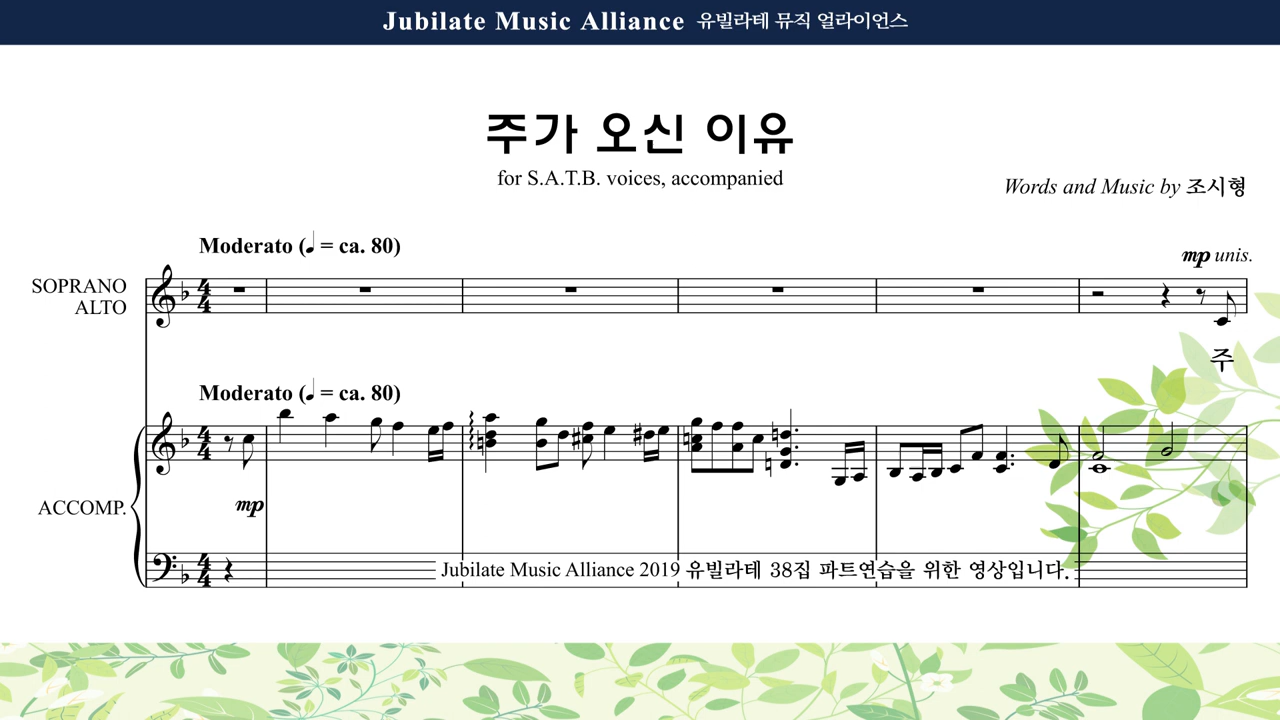 Jubilate Music Alliance 유빌라테 뮤직 얼라이언스
주가 오신 이유
for S.A.T.B. voices, accompanied
Words and Music by 조시형
Moderato (♩ = ca. 80)
mp unis.
SOPRANO
ALTO
주
Moderato (♩ = ca. 80)
mp
ACCOMP.
Jubilate Music Alliance 2019 유빌라테 38집 파트연습을 위한 영상입니다.